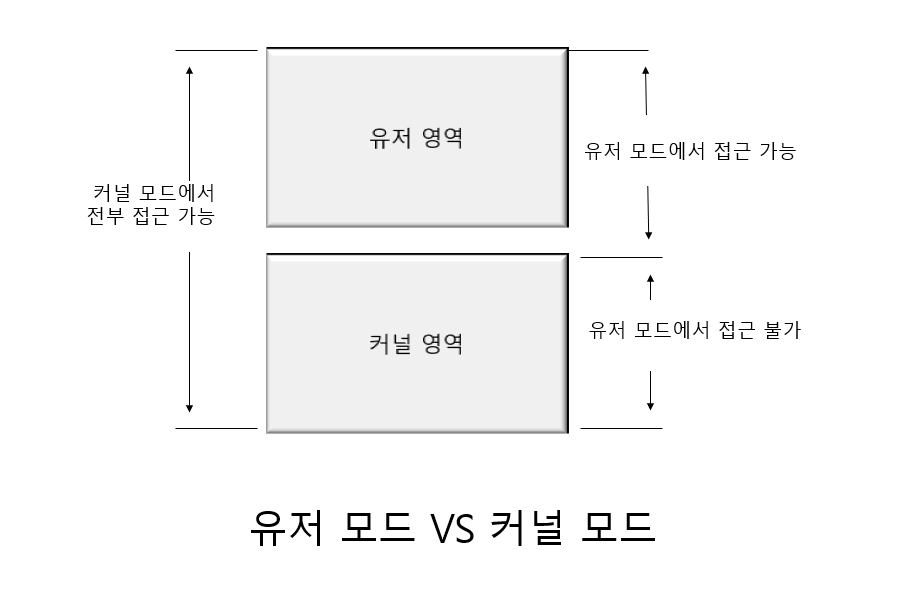 유저 영역
유저 모드에서 접근 가능
커널 모드에서
전부 접근 가능
커널 영역
유저 모드에서 접근 불가
유저 모드 VS 커널 모드